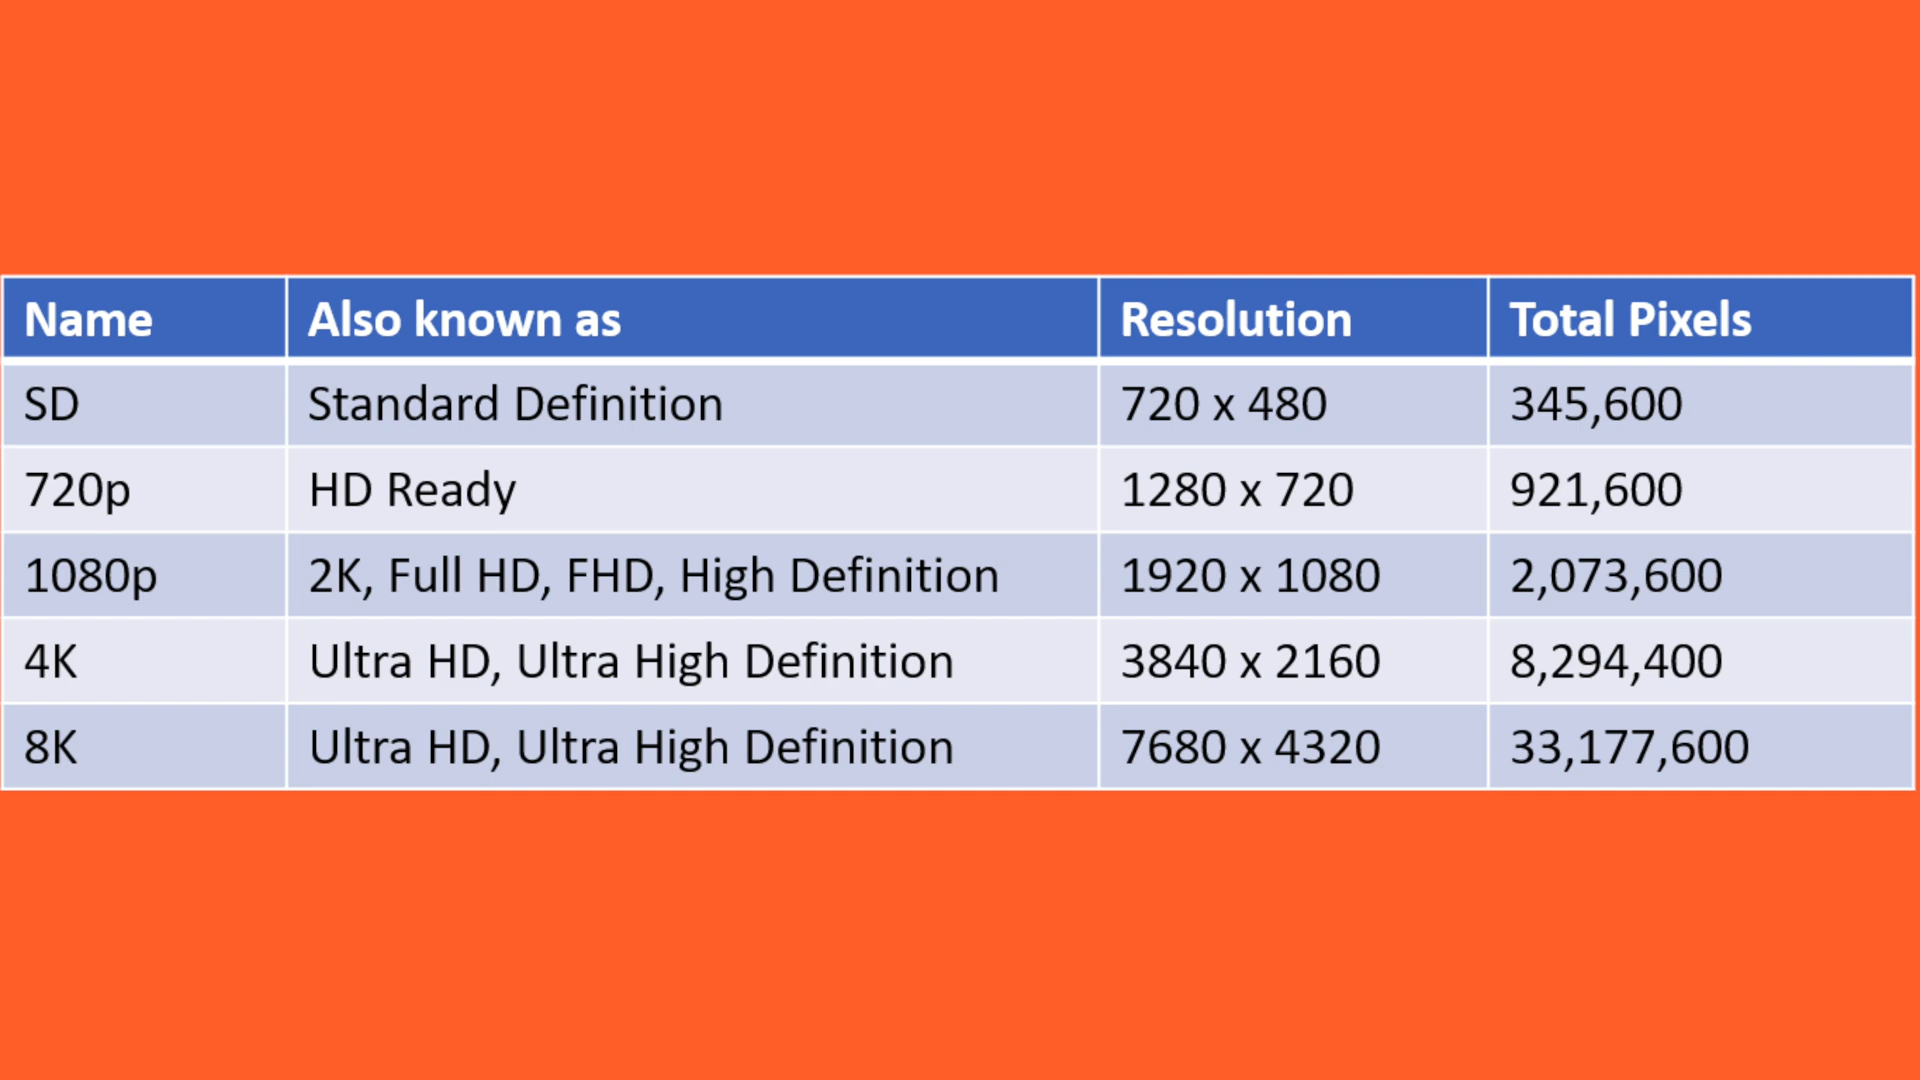 Name Also known as Resolution Total Pixels
SD Standard Definition 720 x 480 345,600
720p HD Ready 1280 x 720 921,600
1080p 2K, Full HD, FHD, High Definition 1920 x 1080 2,073,600
4K Ultra HD, Ultra High Definition 3840 x 2160 8,294,400
8K Ultra HD, Ultra High Definition 7680 x 4320 33,177,600